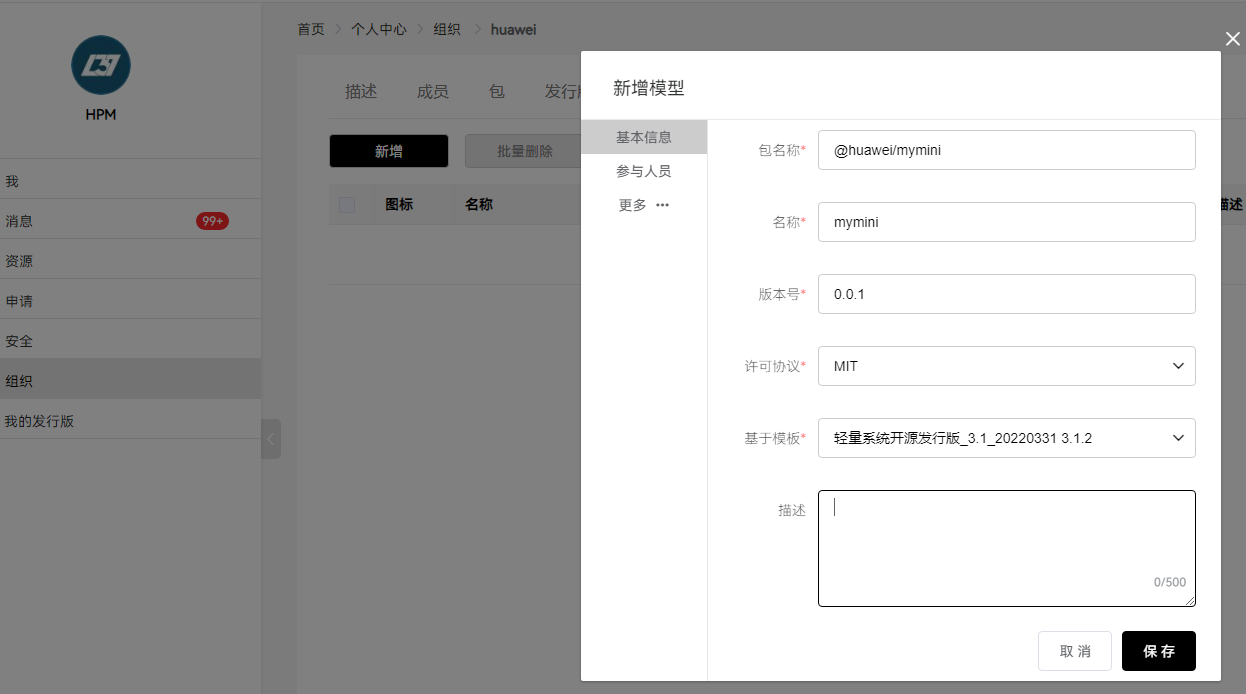 首页 > 个人中心 > 组织 > huawei
HPM
我
消息 99+
资源
申请
安全
组织
我的发行版
描述 成员 包 发行
新增 批量删除
图标 名称 描述
新增模型
基本信息
参与人员
更多 •••
包名称* @huawei/mymini
名称* mymini
版本号* 0.0.1
许可协议* MIT
基于模板* 轻量系统开源发行版_3.1_20220331 3.1.2
描述
0/500
取 消 保 存